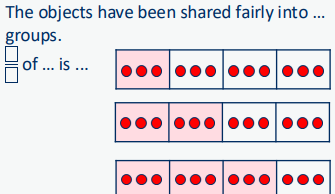 The objects have been shared fairly into ...
groups.
of ... is ...